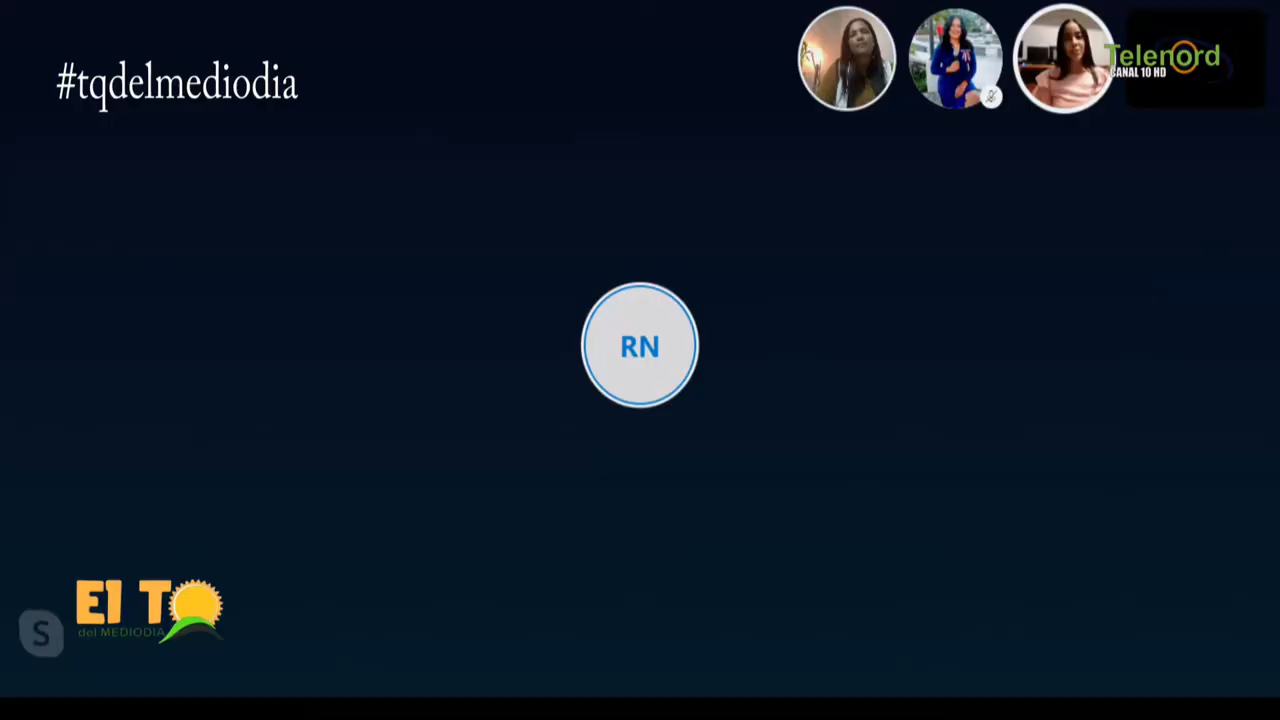 #tqdelmediodia
Telenord
CANAL 10 HD
RN
El TQ
del MEDIODIA
S